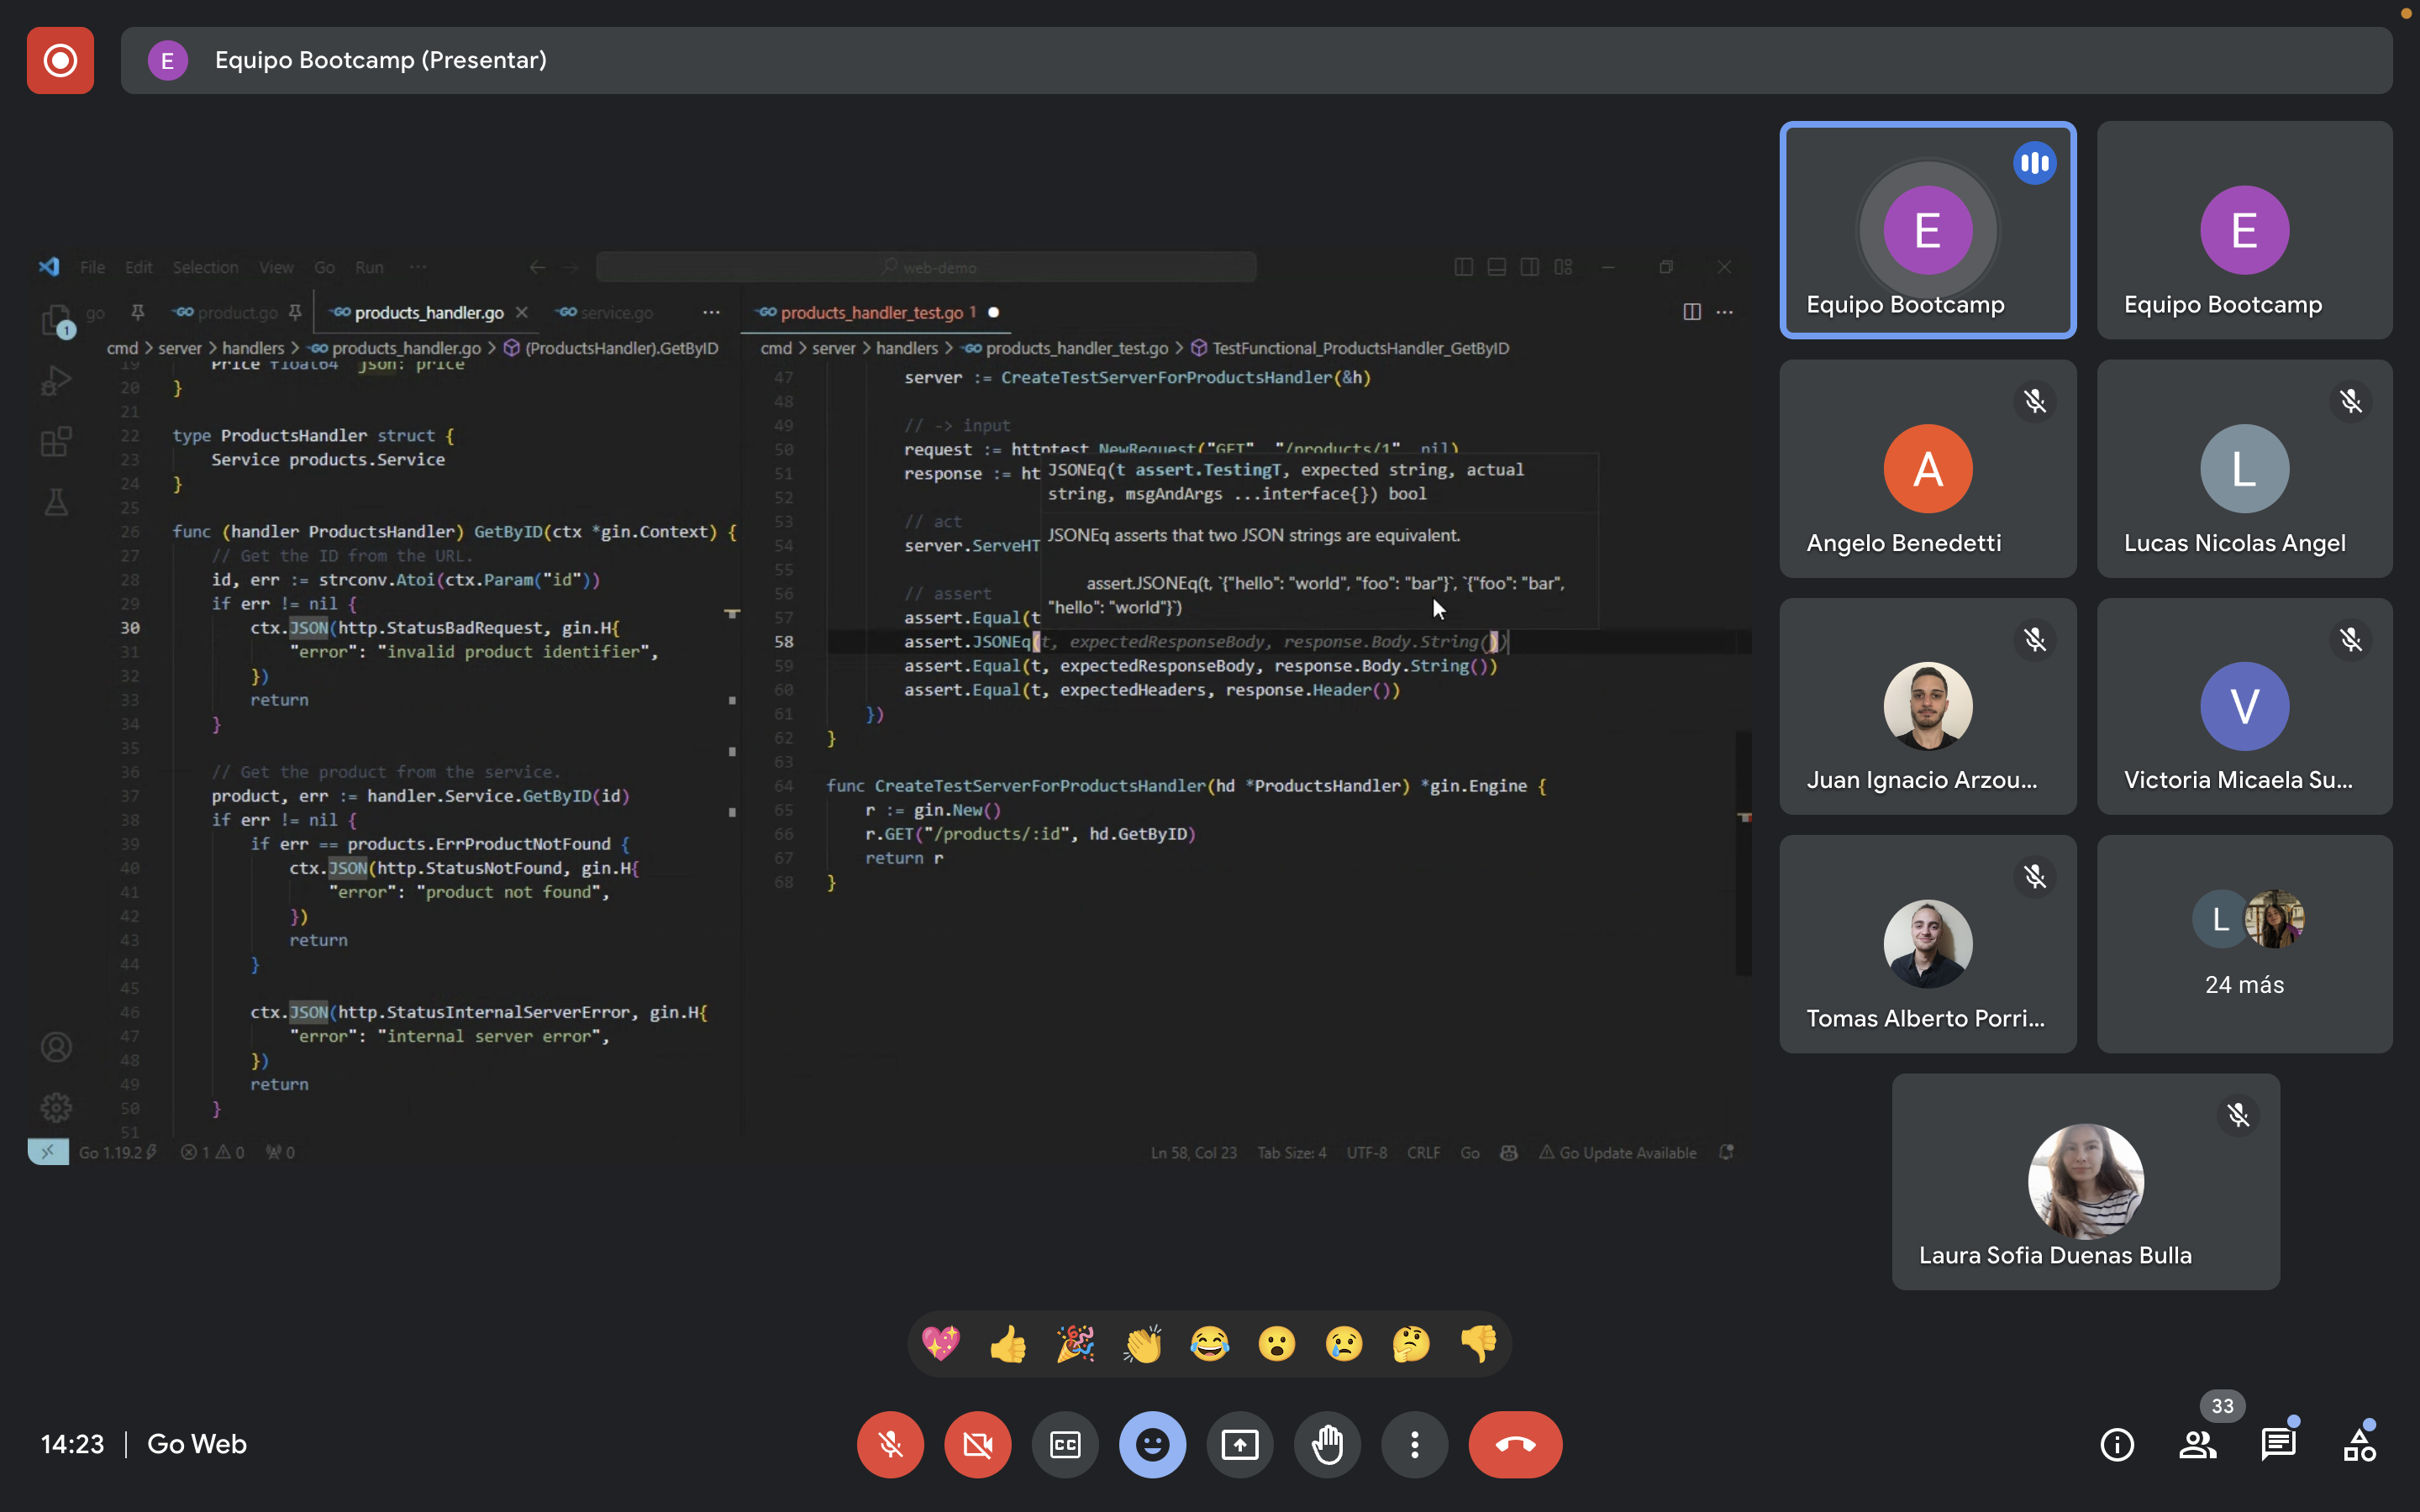 E Equipo Bootcamp (Presentar)
File Edit Selection View Go Run ··· web-demo
go product.go products_handler.go service.go ···
cmd > server > handlers > products_handler.go > (ProductsHandler).GetByID
19 Price float64 json: price
20 }
21
22 type ProductsHandler struct {
23 Service products.Service
24 }
25
26 func (handler ProductsHandler) GetByID(ctx *gin.Context) {
27 // Get the ID from the URL.
28 id, err := strconv.Atoi(ctx.Param("id"))
29 if err != nil {
30 ctx.JSON(http.StatusBadRequest, gin.H{
31 "error": "invalid product identifier",
32 })
33 return
34 }
35
36 // Get the product from the service.
37 product, err := handler.Service.GetByID(id)
38 if err != nil {
39 if err == products.ErrProductNotFound {
40 ctx.JSON(http.StatusNotFound, gin.H{
41 "error": "product not found",
42 })
43 return
44 }
45
46 ctx.JSON(http.StatusInternalServerError, gin.H{
47 "error": "internal server error",
48 })
49 return
50 }
51
products_handler_test.go 1
cmd > server > handlers > products_handler_test.go > TestFunctional_ProductsHandler_GetByID
47 server := CreateTestServerForProductsHandler(&h)
48
49 // -> input
50 request := httptest.NewRequest("GET", "/products/1", nil)
51 response := ht
52
53 // act
54 server.ServeHT
55
56 // assert
57 assert.Equal(t
JSONEq(t assert.TestingT, expected string, actual
string, msgAndArgs ...interface{}) bool
JSONEq asserts that two JSON strings are equivalent.
assert.JSONEq(t, `{"hello": "world", "foo": "bar"}`, `{"foo": "bar",
"hello": "world"}`)
58 assert.JSONEq(t, expectedResponseBody, response.Body.String())
59 assert.Equal(t, expectedResponseBody, response.Body.String())
60 assert.Equal(t, expectedHeaders, response.Header())
61 })
62 }
63
64 func CreateTestServerForProductsHandler(hd *ProductsHandler) *gin.Engine {
65 r := gin.New()
66 r.GET("/products/:id", hd.GetByID)
67 return r
68 }
1
Go 1.19.2 1 0 0 Ln 58, Col 23 Tab Size: 4 UTF-8 CRLF Go Go Update Available
E
Equipo Bootcamp
E
Equipo Bootcamp
A
Angelo Benedetti
L
Lucas Nicolas Angel
Juan Ignacio Arzou...
V
Victoria Micaela Su...
Tomas Alberto Porri...
L
24 más
Laura Sofia Duenas Bulla
14:23 | Go Web
CC
33